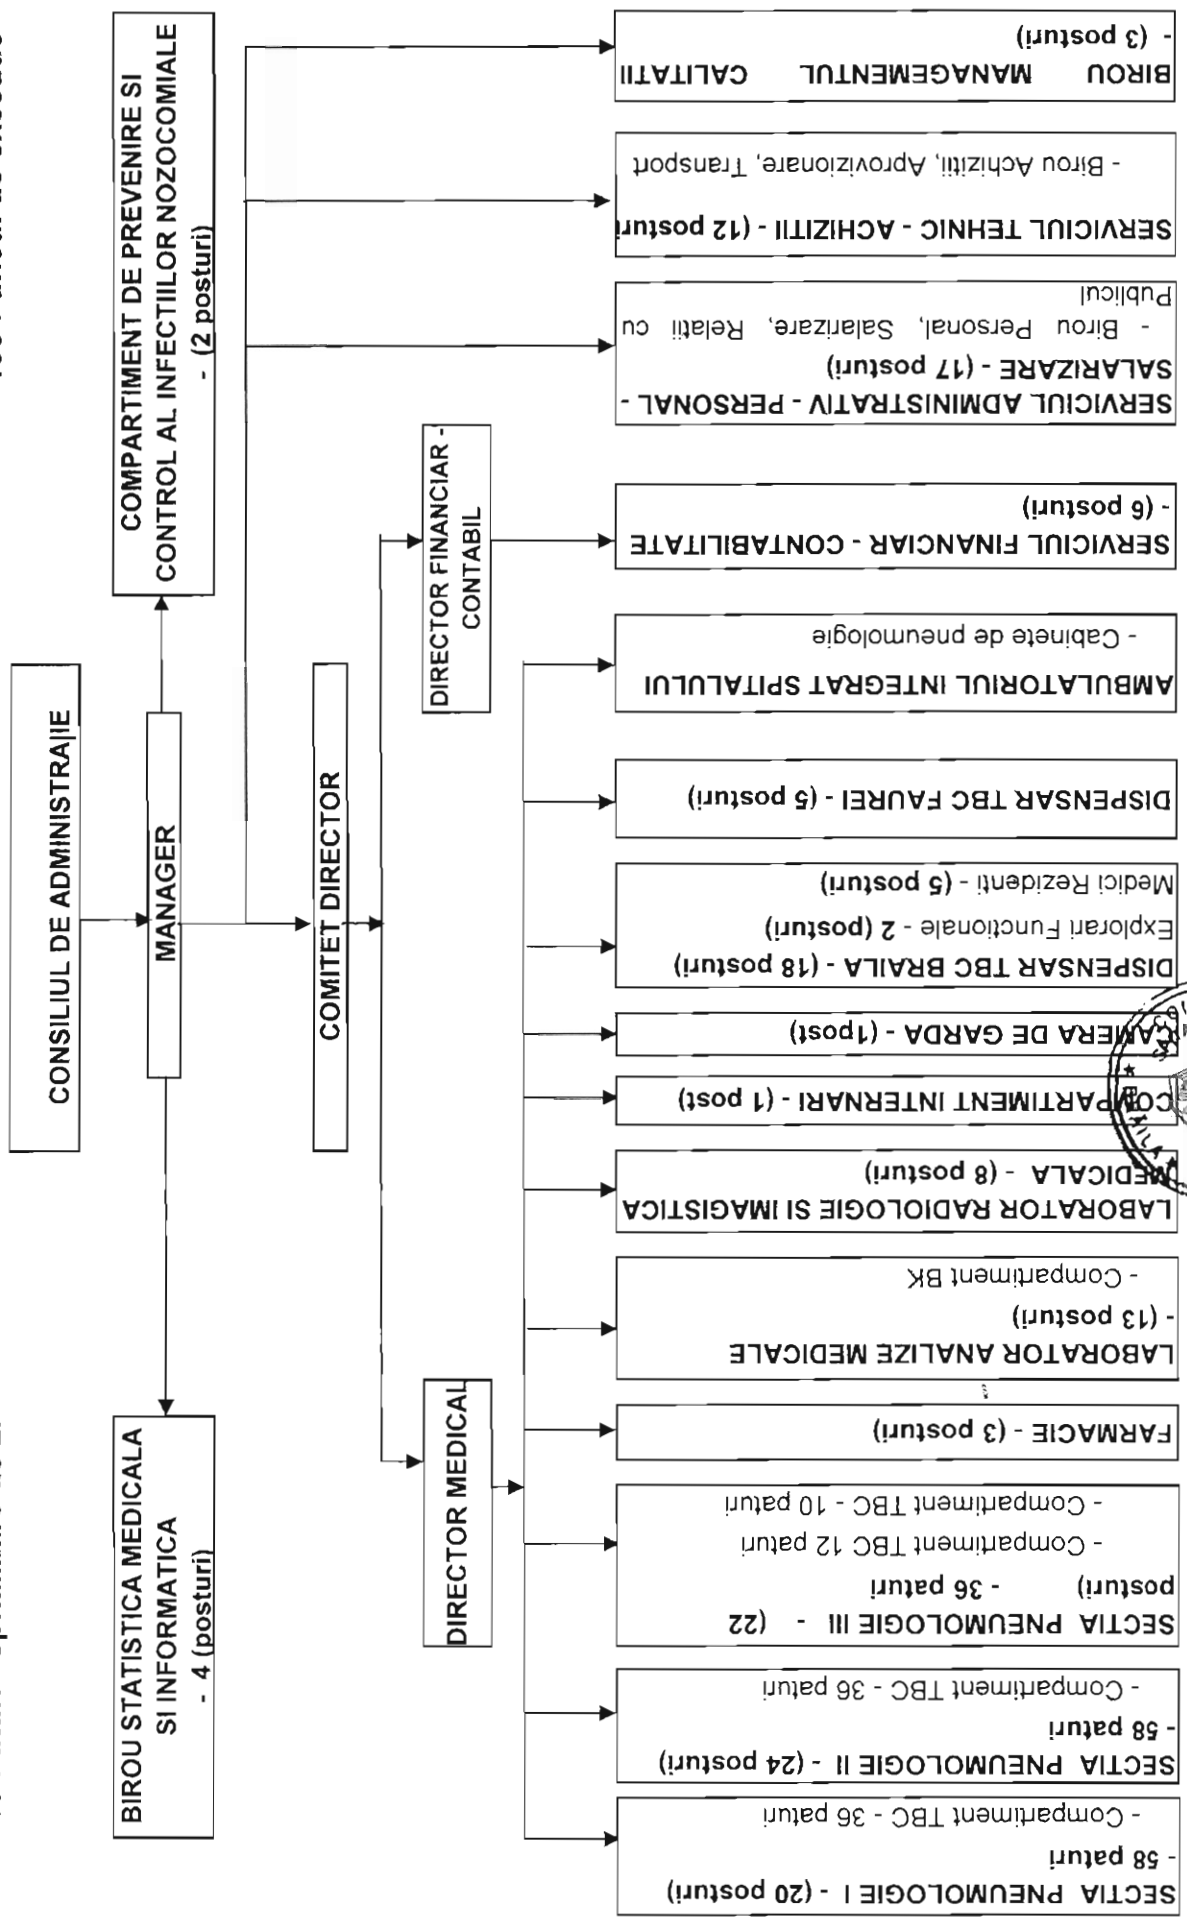 CONSILIUL DE ADMINISTRAŢIE
MANAGER
BIROU STATISTICA MEDICALA
SI INFORMATICA
- 4 (posturi)
COMPARTIMENT DE PREVENIRE SI
CONTROL AL INFECTIILOR NOZOCOMIALE
- (2 posturi)
COMITET DIRECTOR
DIRECTOR MEDICAL
DIRECTOR FINANCIAR -
CONTABIL
SECTIA PNEUMOLOGIE I - (20 posturi)
- 58 paturi
- Compartiment TBC - 36 paturi
SECTIA PNEUMOLOGIE II - (24 posturi)
- 58 paturi
- Compartiment TBC - 36 paturi
SECTIA PNEUMOLOGIE III - (22
posturi) - 36 paturi
- Compartiment TBC 12 paturi
- Compartiment TBC - 10 paturi
FARMACIE - (3 posturi)
LABORATOR ANALIZE MEDICALE
- (13 posturi)
- Compartiment BK
LABORATOR RADIOLOGIE SI IMAGISTICA
MEDICALA - (8 posturi)
COMPARTIMENT INTERNARI - (1 post)
CAMERA DE GARDA - (1post)
DISPENSAR TBC BRAILA - (18 posturi)
Explorari Functionale - 2 (posturi)
Medici Rezidenti - (5 posturi)
DISPENSAR TBC FAUREI - (5 posturi)
AMBULATORIUL INTEGRAT SPITALULUI
- Cabinete de pneumologie
SERVICIUL FINANCIAR - CONTABILITATE
- (6 posturi)
SERVICIUL ADMINISTRATIV - PERSONAL -
SALARIZARE - (17 posturi)
- Birou Personal, Salarizare, Relatii cu
Publicul
SERVICIUL TEHNIC - ACHIZITII - (12 posturi
- Birou Achizitii, Aprovizionare, Transport
BIROU MANAGEMENTUL CALITATII
- (3 posturi)